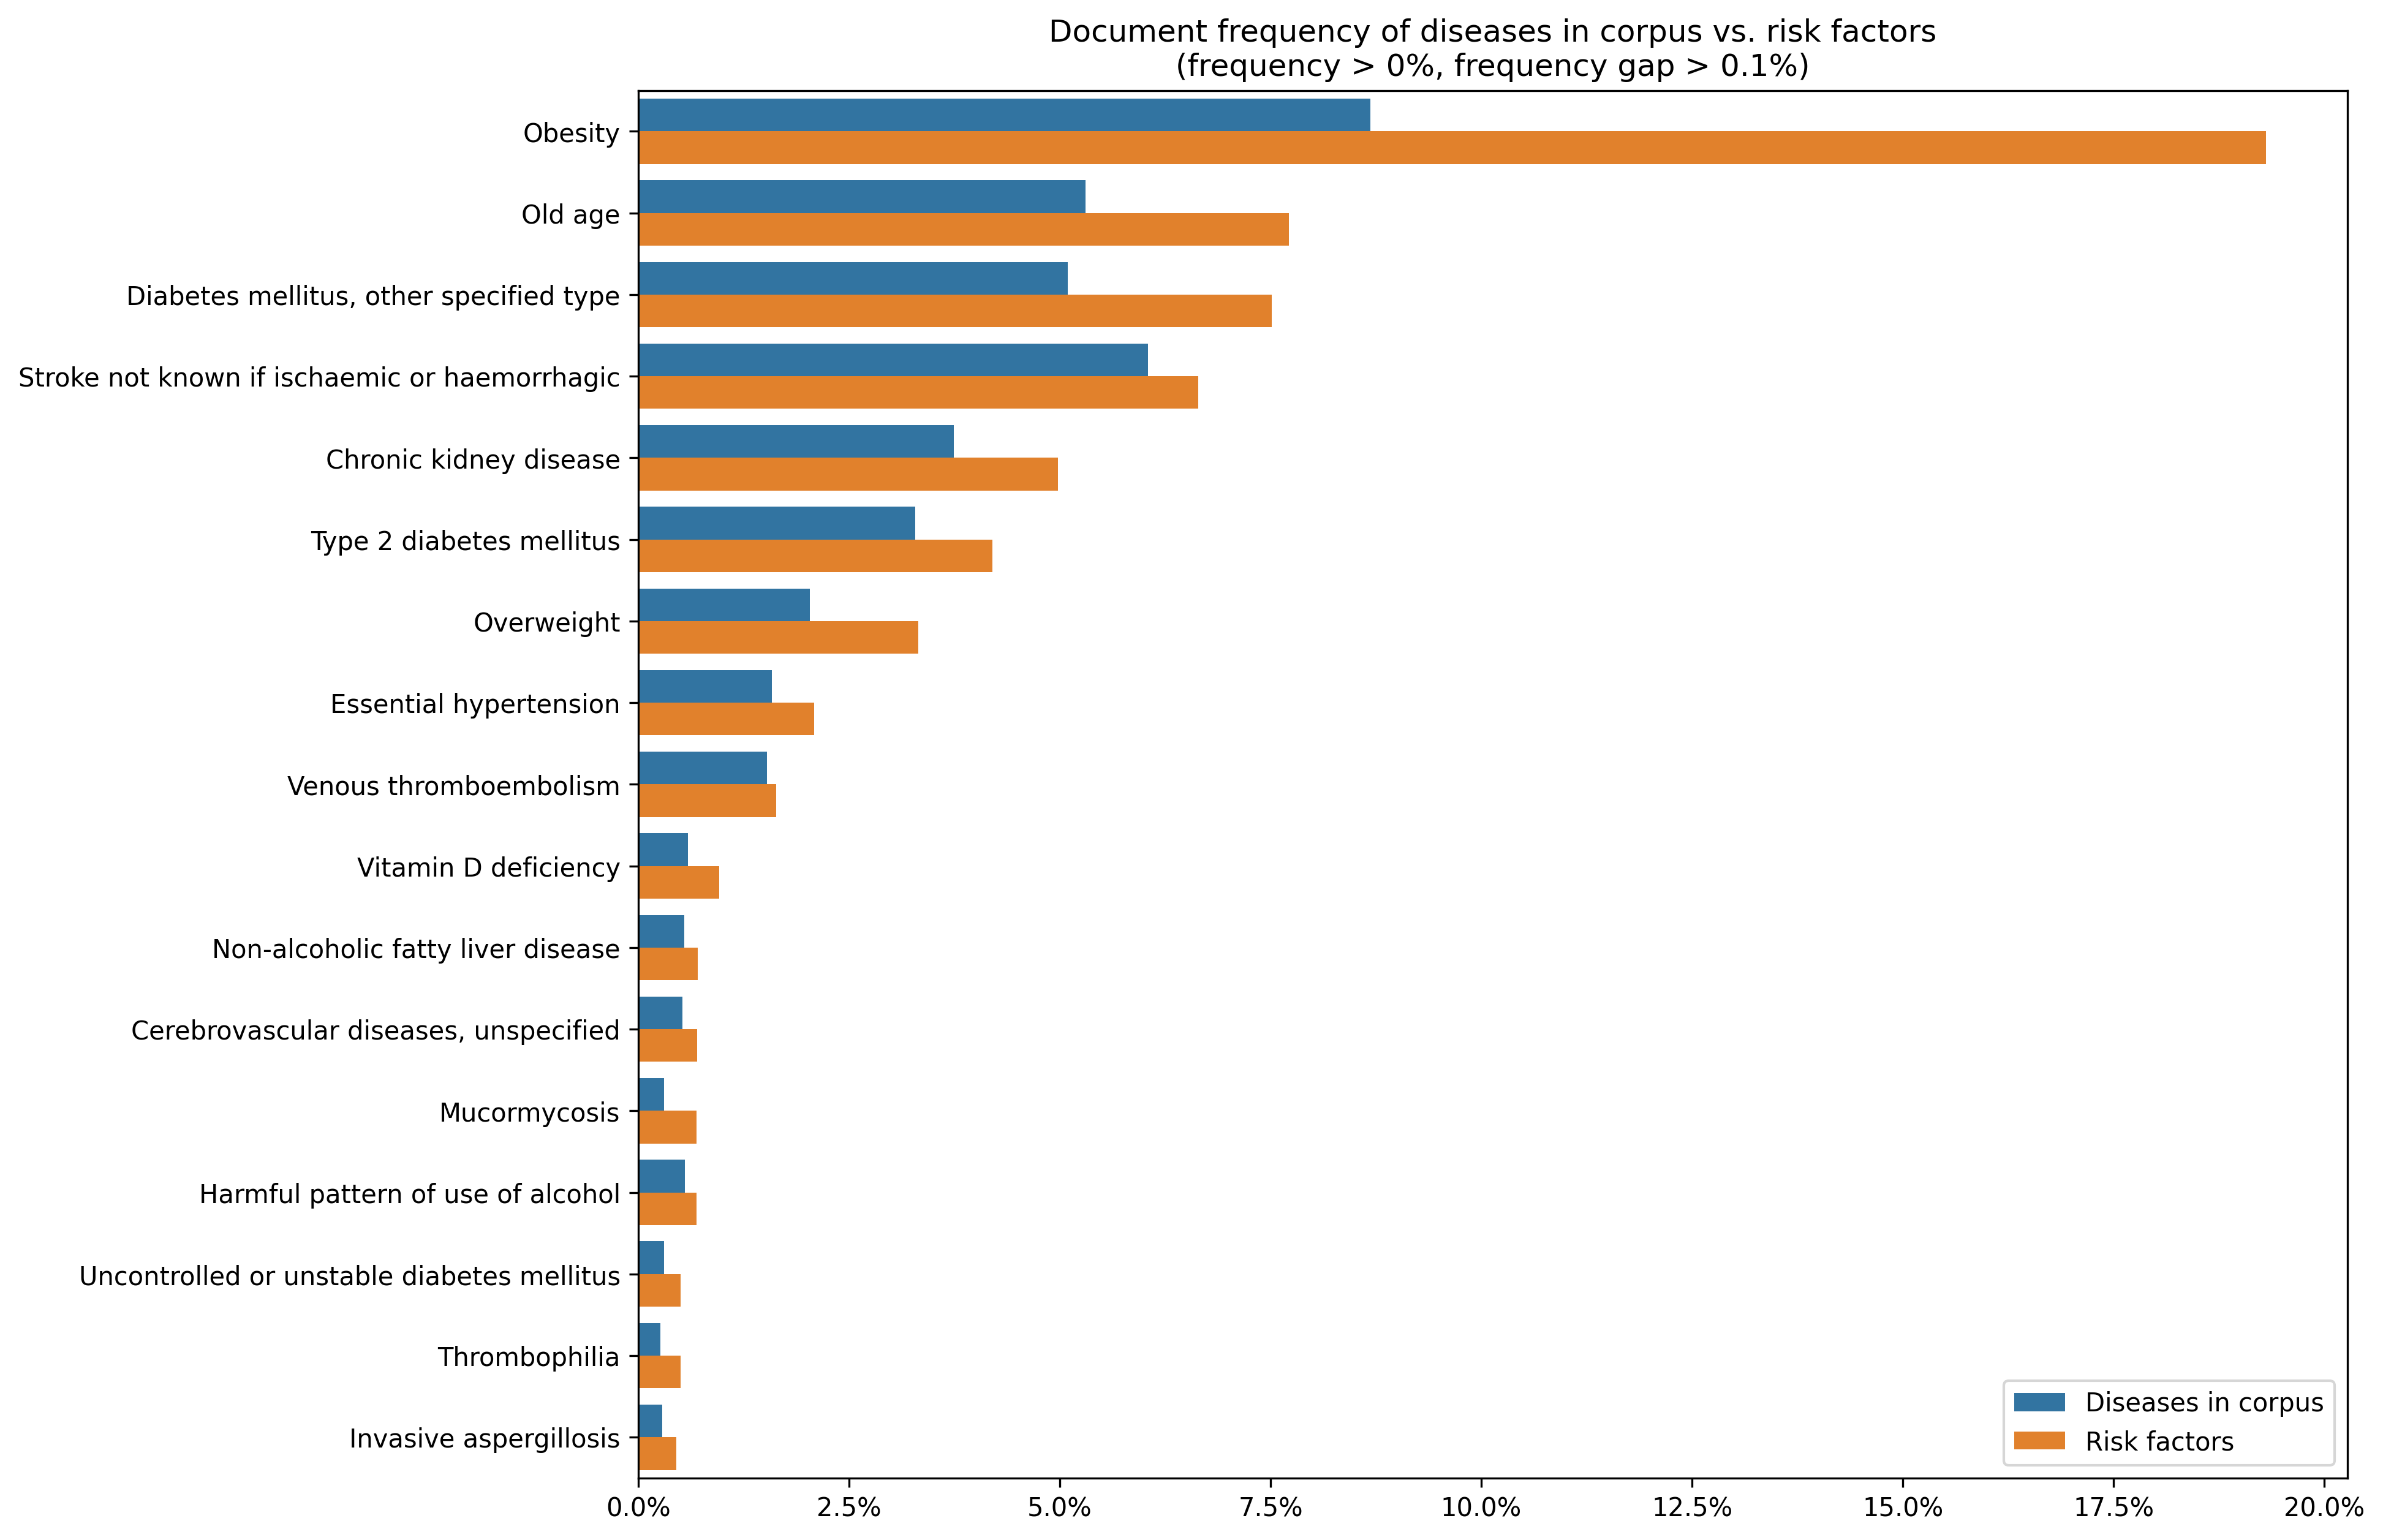 Document frequency of diseases in corpus vs. risk factors
(frequency > 0%, frequency gap > 0.1%)
Obesity
Old age
Diabetes mellitus, other specified type
Stroke not known if ischaemic or haemorrhagic
Chronic kidney disease
Type 2 diabetes mellitus
Overweight
Essential hypertension
Venous thromboembolism
Vitamin D deficiency
Non-alcoholic fatty liver disease
Cerebrovascular diseases, unspecified
Mucormycosis
Harmful pattern of use of alcohol
Uncontrolled or unstable diabetes mellitus
Thrombophilia
Invasive aspergillosis
Diseases in corpus
Risk factors
0.0% 2.5% 5.0% 7.5% 10.0% 12.5% 15.0% 17.5% 20.0%